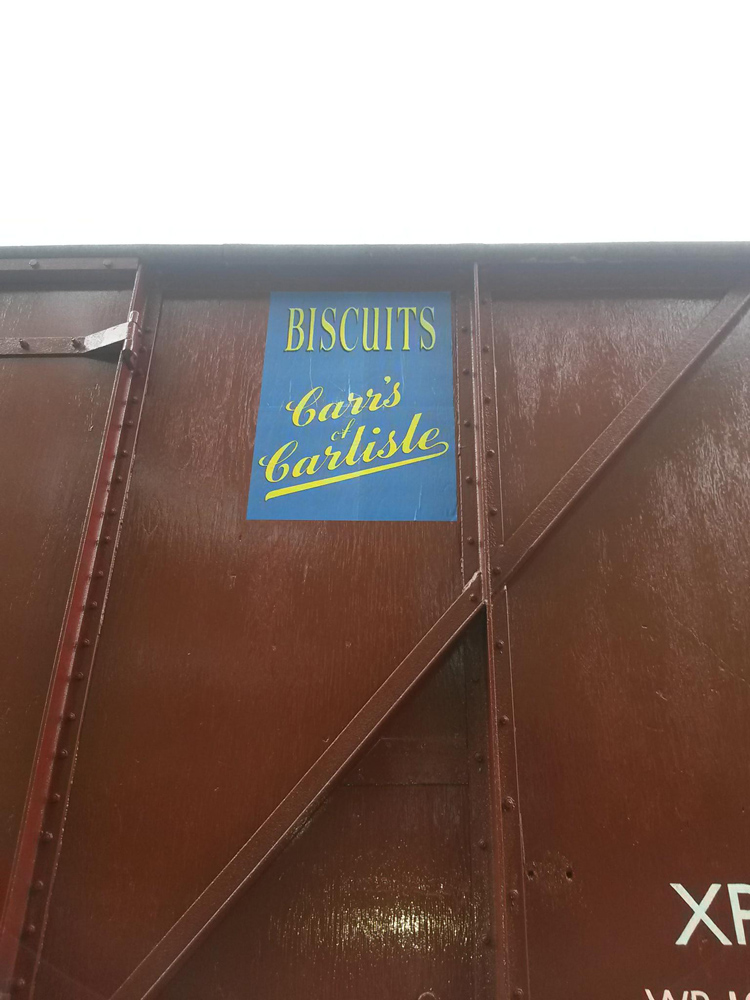 BISCUITS
Carr's
of
Carlisle
XP